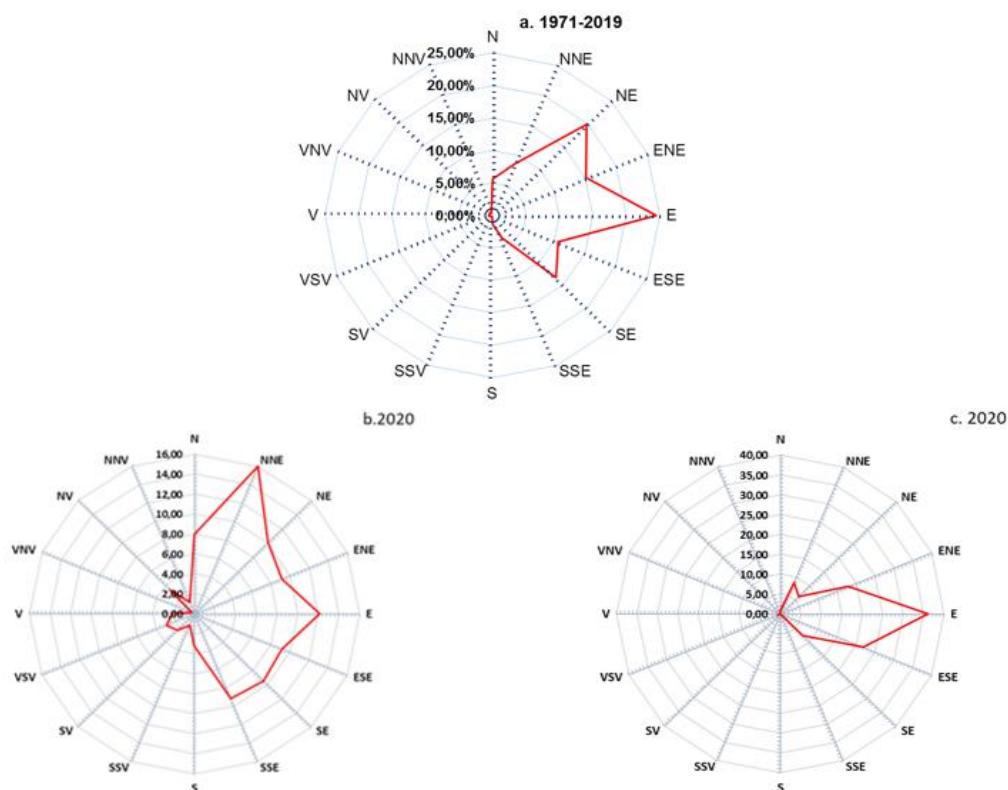 a. 1971-2019
N
NNE
NE
ENE
E
ESE
SE
SSE
S
SSV
SV
VSV
V
VNV
NV
NNV
25,00%
20,00%
15,00%
10,00%
5,00%
0,00%
b.2020
N
NNE
NE
ENE
E
ESE
SE
SSE
S
SSV
SV
VSV
V
VNV
NV
NNV
16,00
14,00
12,00
10,00
8,00
6,00
4,00
2,00
0,00
c. 2020
N
NNE
NE
ENE
E
ESE
SE
SSE
S
SSV
SV
VSV
V
VNV
NV
NNV
40,00
35,00
30,00
25,00
20,00
15,00
10,00
5,00
0,00